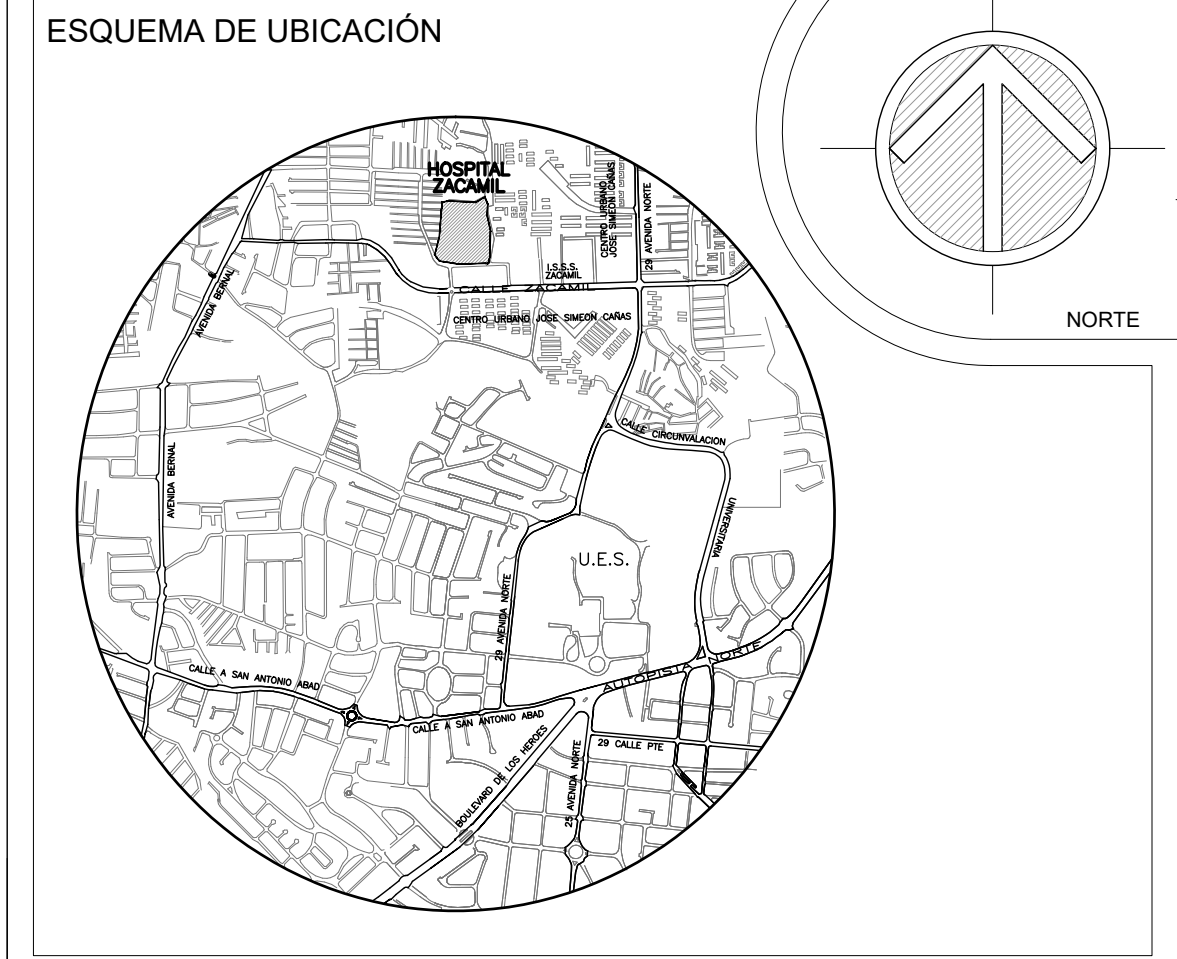 ESQUEMA DE UBICACIÓN
NORTE
HOSPITAL
ZACAMIL
CENTRO URBANO
JOSE SIMEON CAÑAS
29 AVENIDA NORTE
I.S.S.S.
ZACAMIL
CALLE ZACAMIL
CENTRO URBANO JOSE SIMEON CAÑAS
AVENIDA BERNAL
AVENIDA BERNAL
CALLE CIRCUNVALACION
UNIVERSITARIA
U.E.S.
29 AVENIDA NORTE
AUTOPISTA NORTE
CALLE A SAN ANTONIO ABAD
CALLE A SAN ANTONIO ABAD
BOULEVARD DE LOS HEROES
25 AVENIDA NORTE
29 CALLE PTE